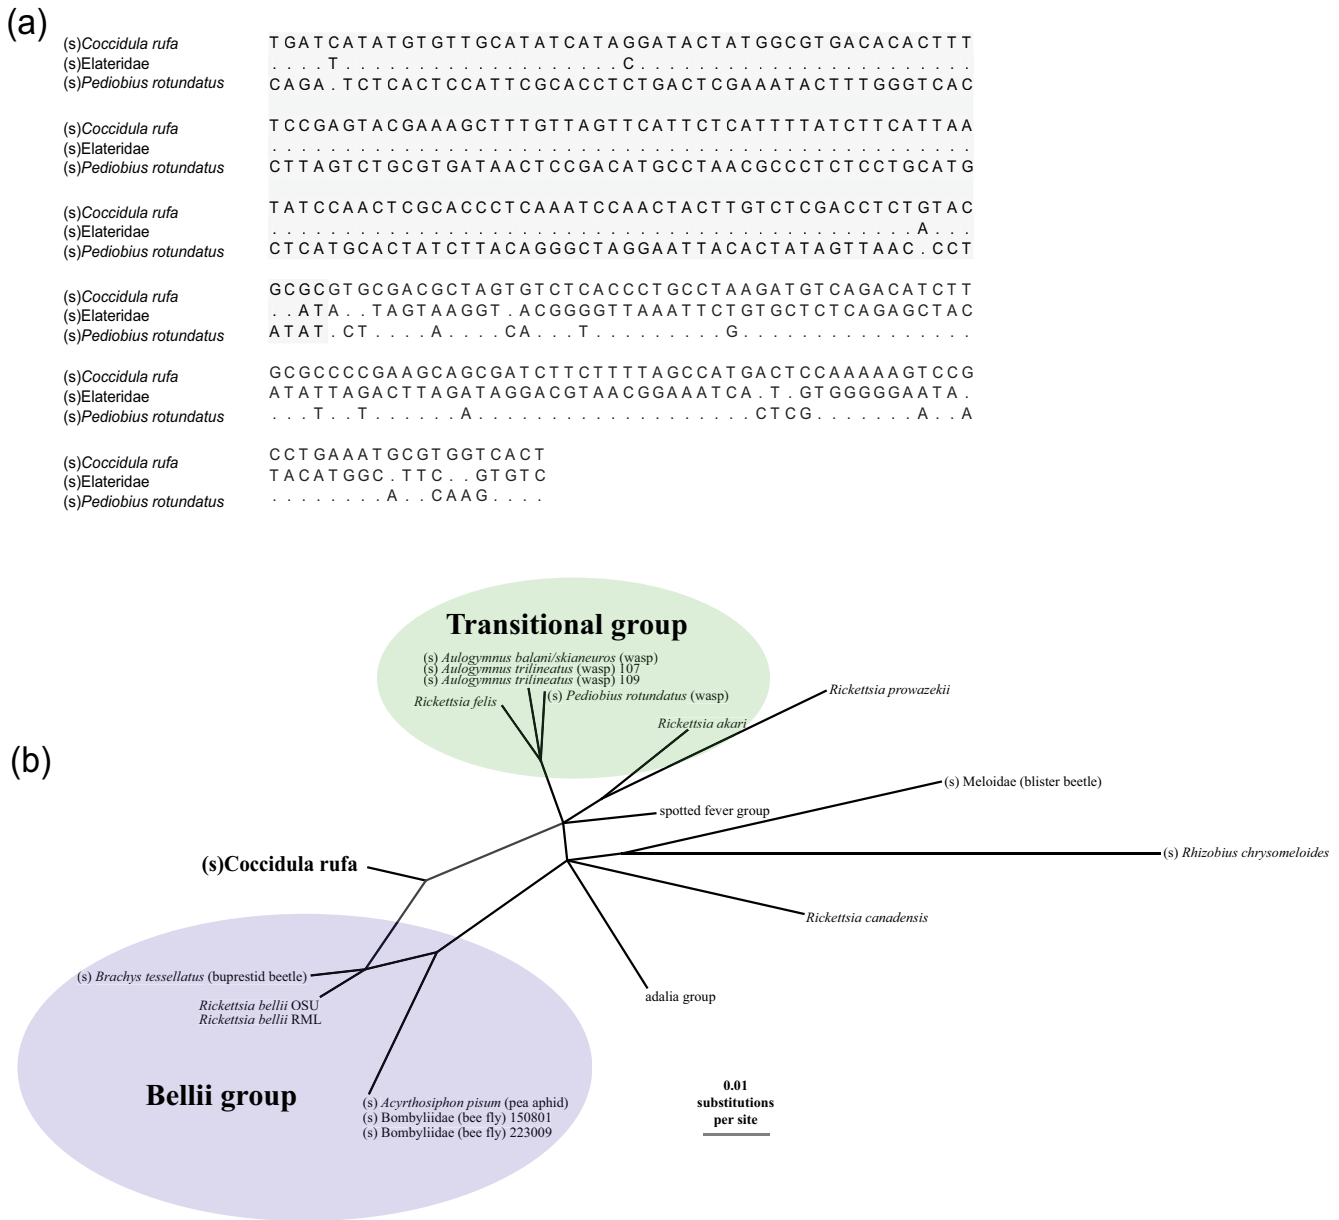 (a)
(s)Coccidula rufa TGATCATATGTGTTGCATATCATAGGATACTATGGCGTGACACACTTT
(s)Elateridae ....T...................C.......................
(s)Pediobius rotundatus CAGA.TCTCACTCCATTCGCACCTCTGACTCGAAATACTTTGGGTCAC
(s)Coccidula rufa TCCGAGTACGAAAGCTTTGTTAGTTCATTCTCATTTTATCTTCATTAA
(s)Elateridae ................................................
(s)Pediobius rotundatus CTTAGTCTGCGTGATAACTCCGACATGCCTAACGCCCTCTCCTGCATG
(s)Coccidula rufa TATCCAACTCGCACCCTCAAATCCAACTACTTGTCTCGACCTCTGTAC
(s)Elateridae ............................................A...
(s)Pediobius rotundatus CTCATGCACTATCTTACAGGGCTAGGAATTACACTATAGTTAAC.CCT
(s)Coccidula rufa GCGCGTGCGACGCTAGTGTCTCACCCTGCCTAAGATGTCAGACATCTT
(s)Elateridae ..ATA..TAGTAAGGT.ACGGGGTTAAATTCTGTGCTCTCAGAGCTAC
(s)Pediobius rotundatus ATAT.CT....A....CA...T.........G................
(s)Coccidula rufa GCGCCCCGAAGCAGCGATCTTCTTTTAGCCATGACTCCAAAAAGTCCG
(s)Elateridae ATATTAGACTTAGATAGGACGTAACGGAAATCA.T.GTGGGGGAATA.
(s)Pediobius rotundatus ...T..T......A...................CTCG.......A..A
(s)Coccidula rufa CCTGAAATGCGTGGTCACT
(s)Elateridae TACATGGC.TTC..GTGTC
(s)Pediobius rotundatus ........A..CAAG....
(b)
Transitional group
(s) Aulogymnus balani/skianeuros (wasp)
(s) Aulogymnus trilineatus (wasp) 107
(s) Aulogymnus trilineatus (wasp) 109
(s) Pediobius rotundatus (wasp)
Rickettsia felis
Rickettsia akari
Rickettsia prowazekii
(s) Meloidae (blister beetle)
spotted fever group
(s) Rhizobius chrysomeloides
(s)Coccidula rufa
Rickettsia canadensis
(s) Brachys tessellatus (buprestid beetle)
adalia group
Rickettsia bellii OSU
Rickettsia bellii RML
Bellii group
(s) Acyrthosiphon pisum (pea aphid)
(s) Bombyliidae (bee fly) 150801
(s) Bombyliidae (bee fly) 223009
0.01
substitutions
per site